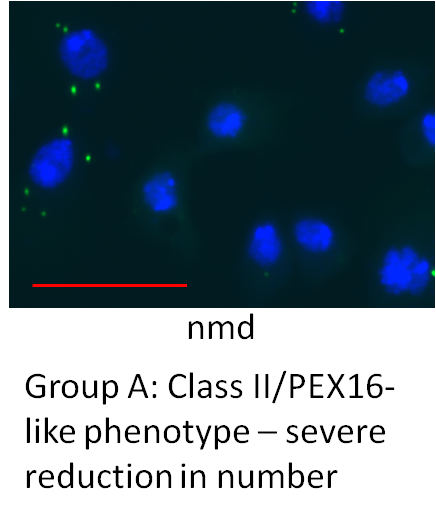 nmd
Group A: Class II/PEX16-
like phenotype – severe
reduction in number